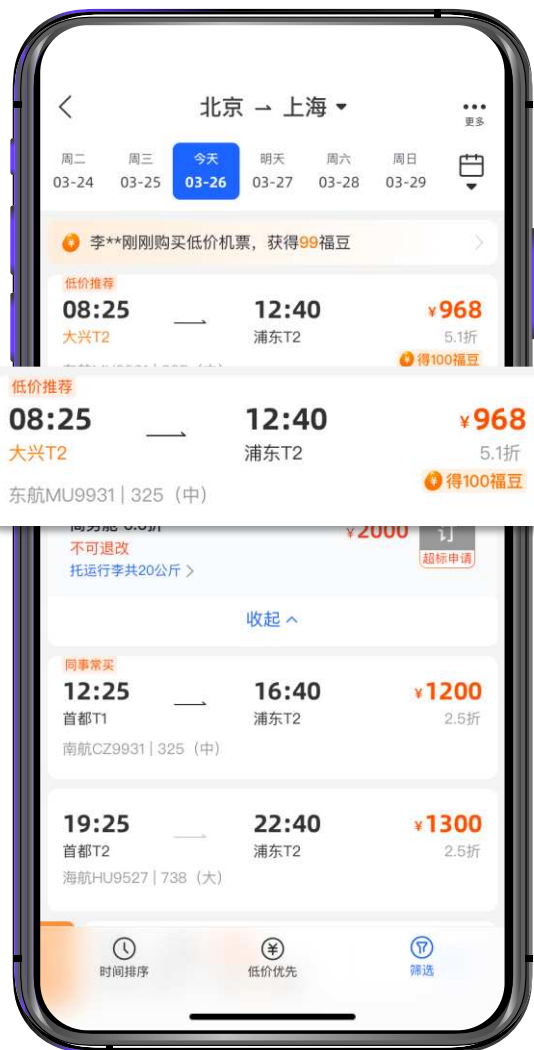 北京 上海
更多
周二 周三 今天 明天 周六 周日
03-24 03-25 03-26 03-27 03-28 03-29
李**刚刚购买低价机票，获得99福豆
低价推荐
08:25 12:40 ¥968
大兴T2 浦东T2 5.1折
得100福豆
低价推荐
08:25 12:40 ¥968
大兴T2 浦东T2 5.1折
得100福豆
东航MU9931 | 325（中）
¥2000 订
不可退改
超标申请
托运行李共20公斤
收起
同事常买
12:25 16:40 ¥1200
首都T1 浦东T2 2.5折
南航CZ9931 | 325（中）
19:25 22:40 ¥1300
首都T2 浦东T2 2.5折
海航HU9527 | 738（大）
时间排序 低价优先 筛选